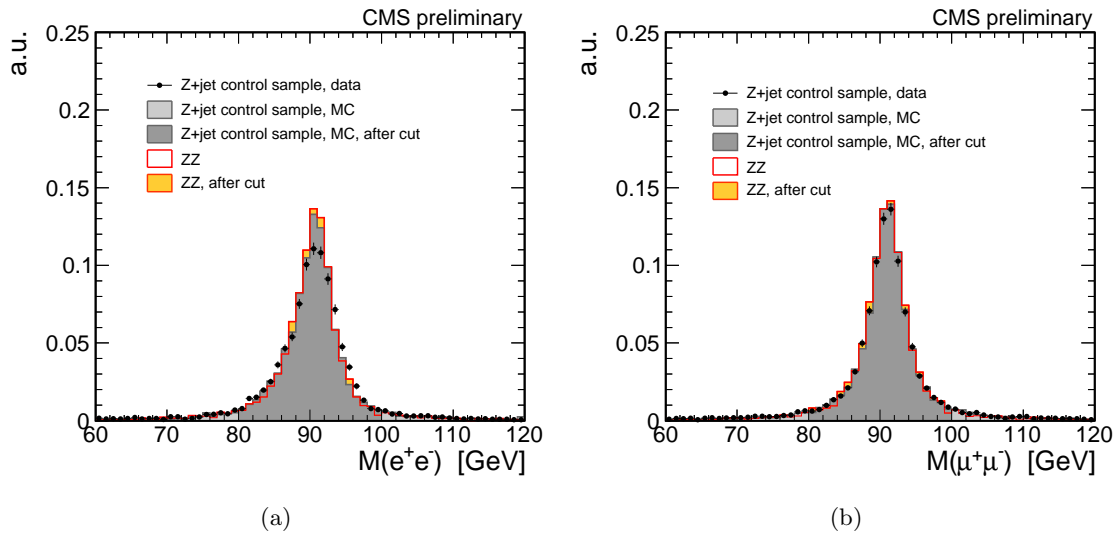 CMS preliminary
a.u.
0.25
0.2
0.15
0.1
0.05
0
Z+jet control sample, data
Z+jet control sample, MC
Z+jet control sample, MC, after cut
ZZ
ZZ, after cut
60 70 80 90 100 110 120
M(e⁺e⁻) [GeV]
(a)
CMS preliminary
a.u.
0.25
0.2
0.15
0.1
0.05
0
Z+jet control sample, data
Z+jet control sample, MC
Z+jet control sample, MC, after cut
ZZ
ZZ, after cut
60 70 80 90 100 110 120
M(μ⁺μ⁻) [GeV]
(b)